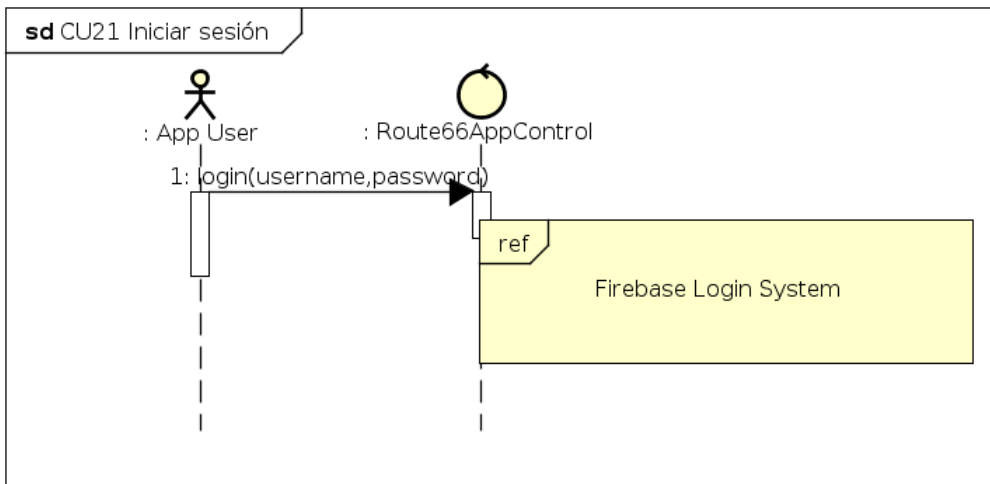 sd CU21 Iniciar sesión
: App User
: Route66AppControl
1: login(username,password)
ref
Firebase Login System